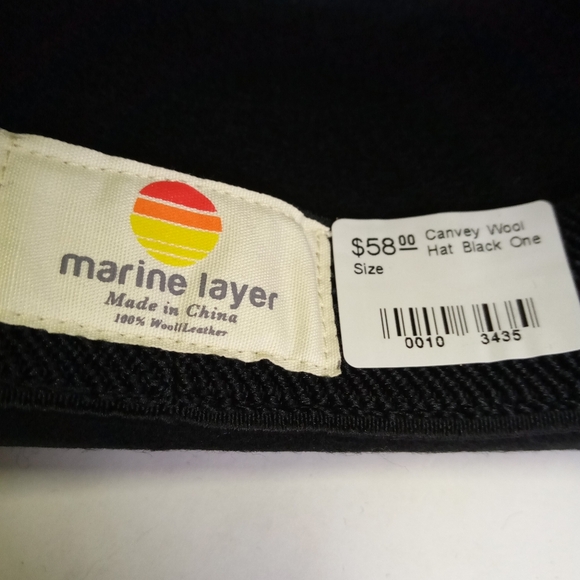 marine layer
Made in China
100% Wool/Leather
$58.00 Canvey Wool
Hat Black One
Size
0010 3435